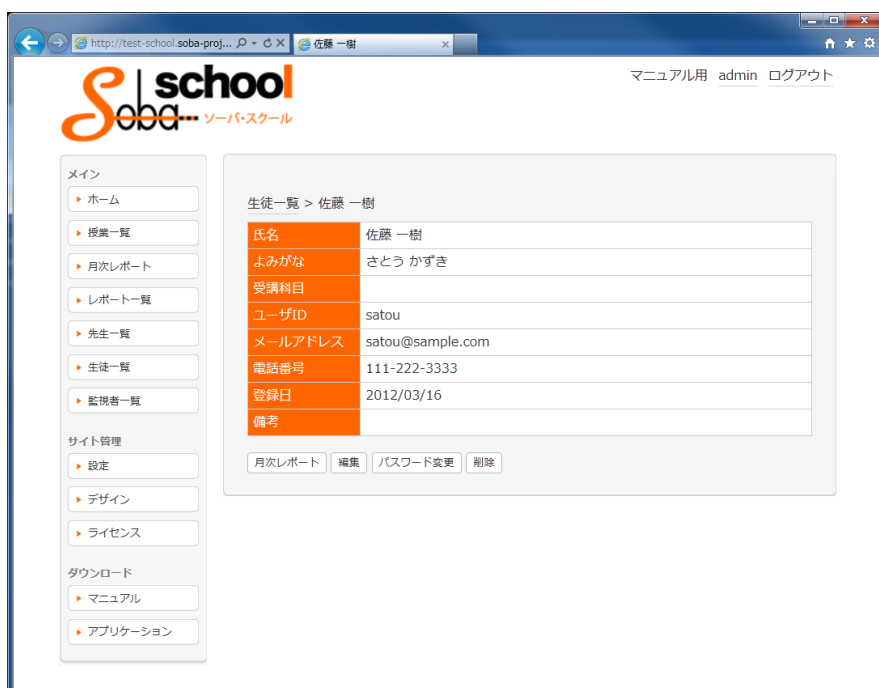 http://test-school.soba-proj...
佐藤 一樹
school
Soba
ソーバ・スクール
マニュアル用 admin ログアウト
メイン
ホーム
授業一覧
月次レポート
レポート一覧
先生一覧
生徒一覧
監視者一覧
サイト管理
設定
デザイン
ライセンス
ダウンロード
マニュアル
アプリケーション
生徒一覧 > 佐藤 一樹
氏名 佐藤 一樹
よみがな さとう かずき
受講科目
ユーザID satou
メールアドレス satou@sample.com
電話番号 111-222-3333
登録日 2012/03/16
備考
月次レポート 編集 パスワード変更 削除